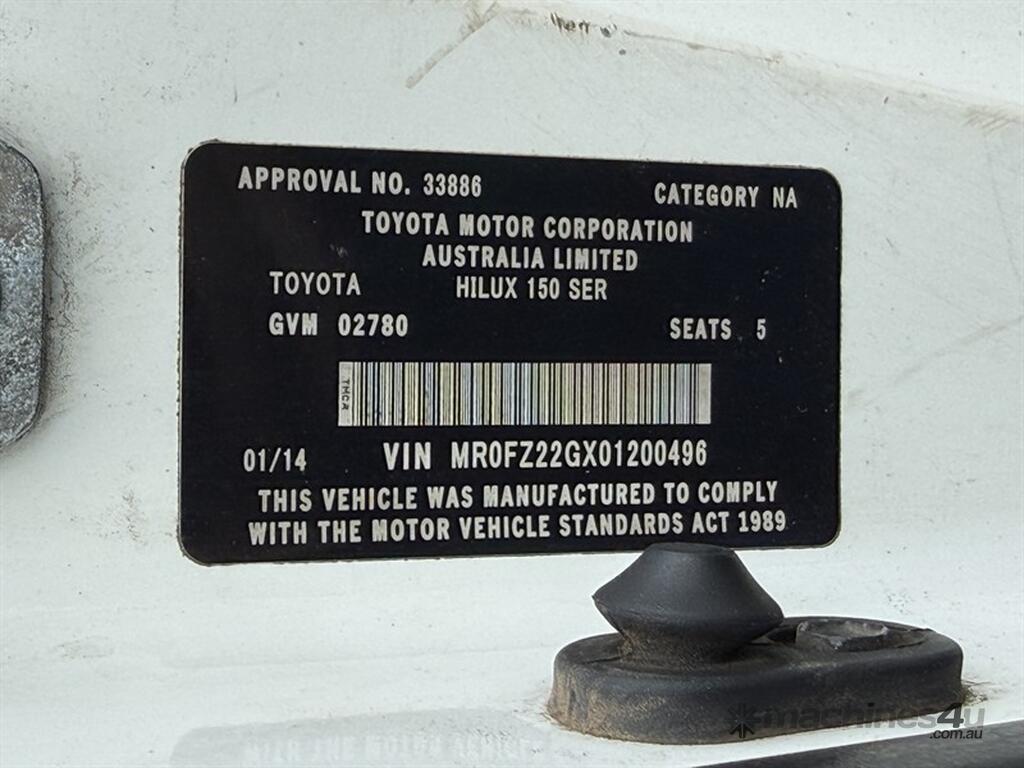 APPROVAL NO. 33886 CATEGORY NA
TOYOTA MOTOR CORPORATION
AUSTRALIA LIMITED
TOYOTA HILUX 150 SER
GVM 02780 SEATS 5
TMCA
01/14 VIN MR0FZ22GX01200496
THIS VEHICLE WAS MANUFACTURED TO COMPLY
WITH THE MOTOR VEHICLE STANDARDS ACT 1989
machines4u
.com.au